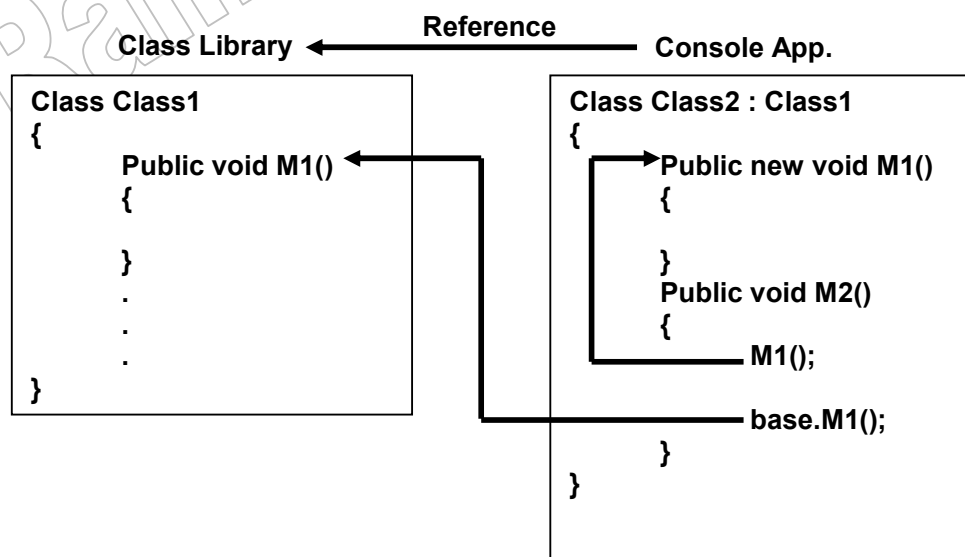 Reference
Class Library
Console App.
Class Class1
{
Public void M1()
{
}
.
.
.
}
Class Class2 : Class1
{
Public new void M1()
{
}
Public void M2()
{
M1();
base.M1();
}
}